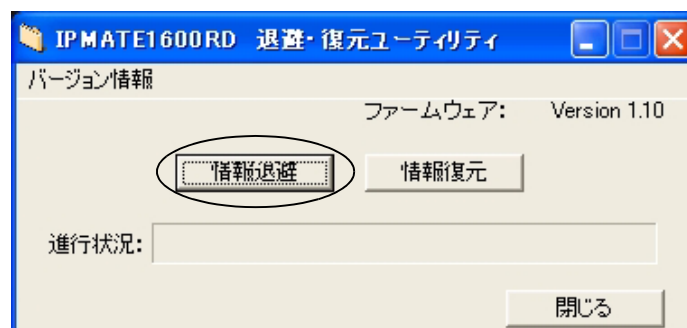 IPMATE1600RD 退避・復元ユーティリティ
バージョン情報
ファームウェア: Version 1.10
情報退避 情報復元
進行状況:
閉じる